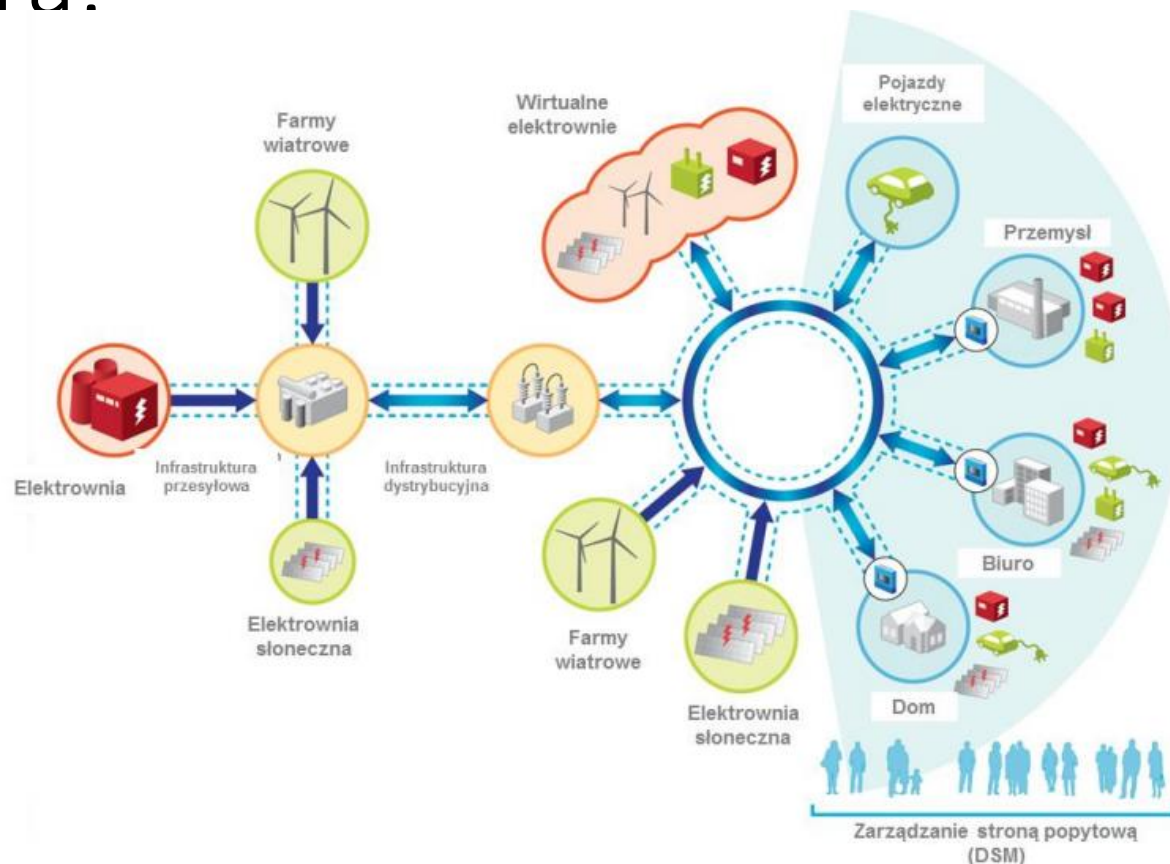 Farmy
wiatrowe
Wirtualne
elektrownie
Pojazdy
elektryczne
Przemysł
Elektrownia
Infrastruktura
przesyłowa
Infrastruktura
dystrybucyjna
Elektrownia
słoneczna
Farmy
wiatrowe
Elektrownia
słoneczna
Biuro
Dom
Zarządzanie stroną popytową
(DSM)